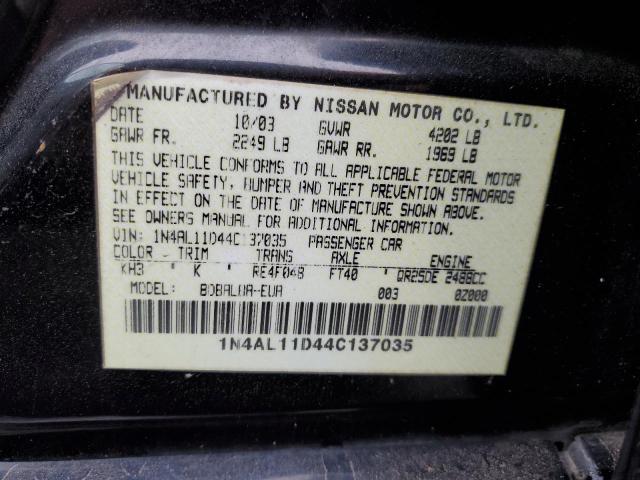 MANUFACTURED BY NISSAN MOTOR CO., LTD.
DATE 10/03 GVWR 4202 LB
GAWR FR. 2249 LB GAWR RR. 1969 LB
THIS VEHICLE CONFORMS TO ALL APPLICABLE FEDERAL MOTOR
VEHICLE SAFETY, BUMPER AND THEFT PREVENTION STANDARDS
IN EFFECT ON THE DATE OF MANUFACTURE SHOWN ABOVE.
SEE OWNERS MANUAL FOR ADDITIONAL INFORMATION.
VIN: 1N4AL11D44C137035 PASSENGER CAR
COLOR - TRIM TRANS AXLE ENGINE
KH3 K RE4F04B FT40 QR25DE 2488CC
MODEL: BDBALUA-EUA 003 0Z000
1N4AL11D44C137035